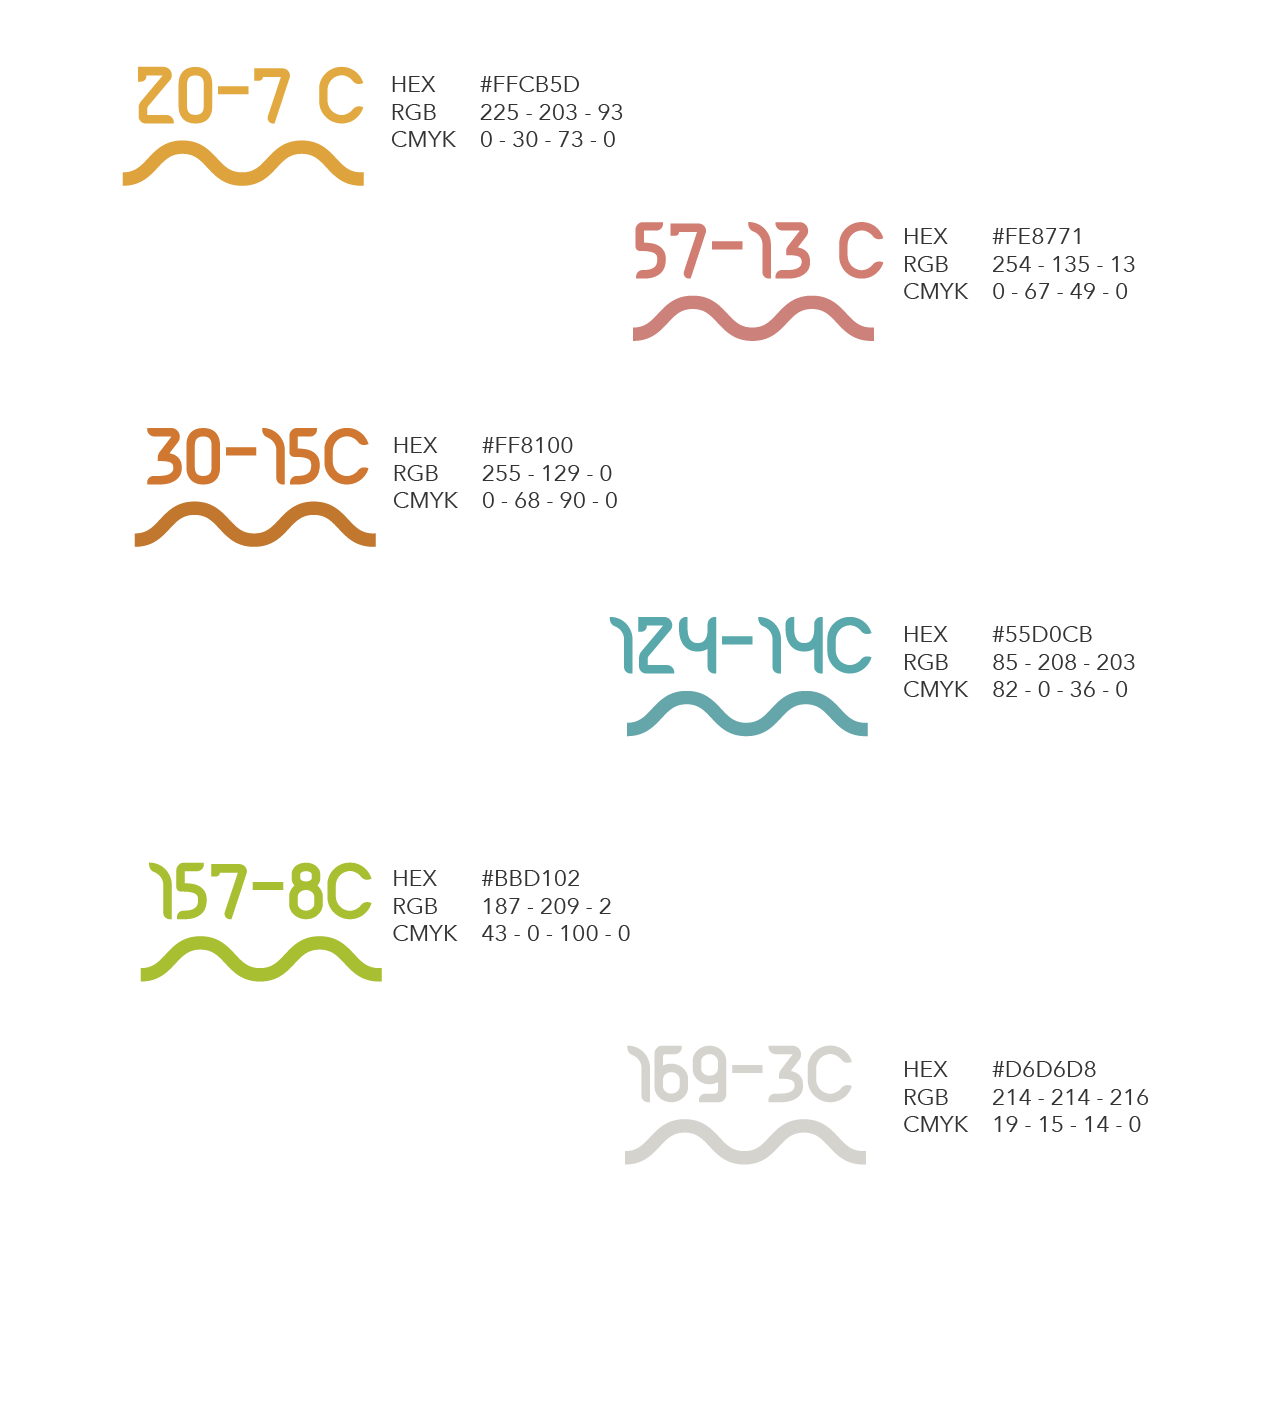 20-7 C
HEX #FFCB5D
RGB 225 - 203 - 93
CMYK 0 - 30 - 73 - 0
57-13 C
HEX #FE8771
RGB 254 - 135 - 13
CMYK 0 - 67 - 49 - 0
30-15C
HEX #FF8100
RGB 255 - 129 - 0
CMYK 0 - 68 - 90 - 0
124-14C
HEX #55D0CB
RGB 85 - 208 - 203
CMYK 82 - 0 - 36 - 0
157-8C
HEX #BBD102
RGB 187 - 209 - 2
CMYK 43 - 0 - 100 - 0
169-3C
HEX #D6D6D8
RGB 214 - 214 - 216
CMYK 19 - 15 - 14 - 0